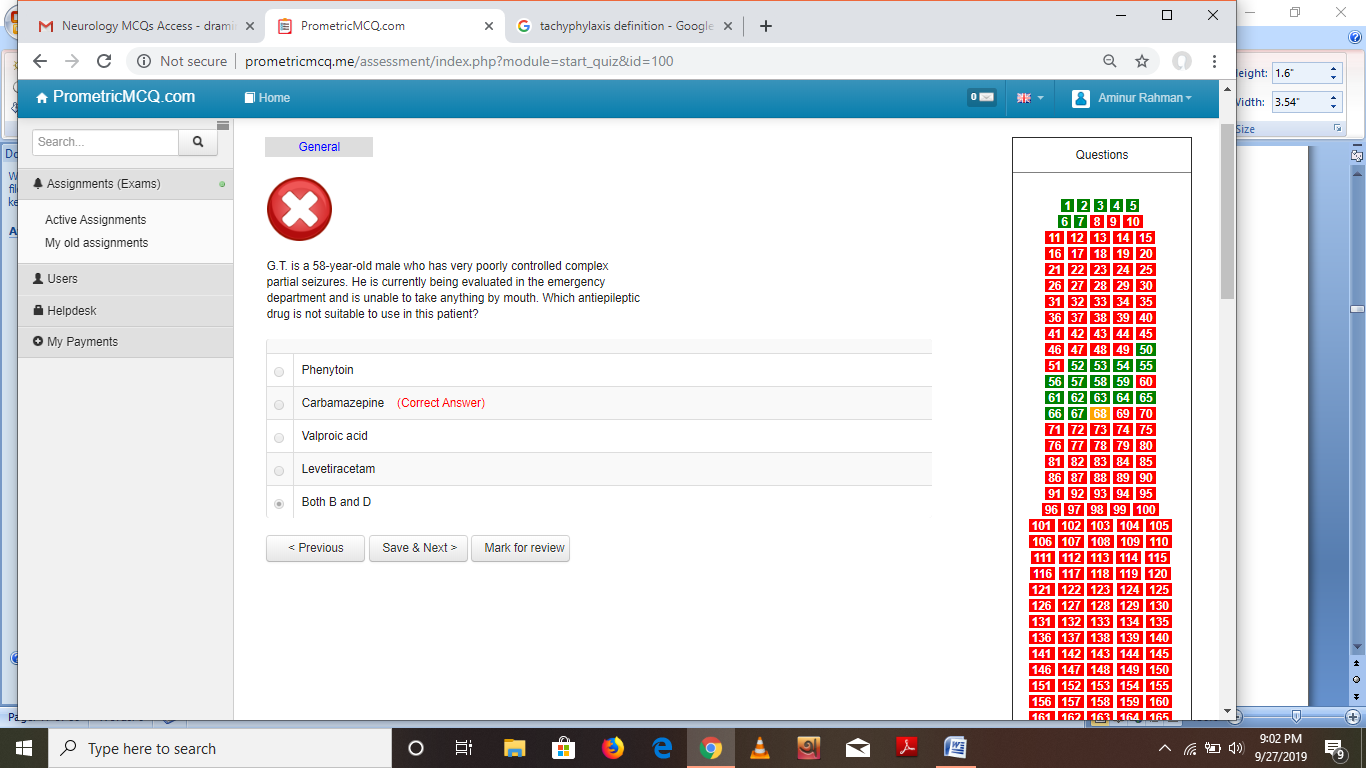 Neurology MCQs Access - drami
PrometricMCQ.com
tachyphylaxis definition - Google
Not secure | prometricmcq.me/assessment/index.php?module=start_quiz&id=100
eight: 1.6"
Vidth: 3.54"
Size
PrometricMCQ.com
Home
0
Aminur Rahman
Search...
Assignments (Exams)
Active Assignments
My old assignments
Users
Helpdesk
My Payments
General
G.T. is a 58-year-old male who has very poorly controlled complex
partial seizures. He is currently being evaluated in the emergency
department and is unable to take anything by mouth. Which antiepileptic
drug is not suitable to use in this patient?
Phenytoin
Carbamazepine (Correct Answer)
Valproic acid
Levetiracetam
Both B and D
< Previous
Save & Next >
Mark for review
Questions
1 2 3 4 5
6 7 8 9 10
11 12 13 14 15
16 17 18 19 20
21 22 23 24 25
26 27 28 29 30
31 32 33 34 35
36 37 38 39 40
41 42 43 44 45
46 47 48 49 50
51 52 53 54 55
56 57 58 59 60
61 62 63 64 65
66 67 68 69 70
71 72 73 74 75
76 77 78 79 80
81 82 83 84 85
86 87 88 89 90
91 92 93 94 95
96 97 98 99 100
101 102 103 104 105
106 107 108 109 110
111 112 113 114 115
116 117 118 119 120
121 122 123 124 125
126 127 128 129 130
131 132 133 134 135
136 137 138 139 140
141 142 143 144 145
146 147 148 149 150
151 152 153 154 155
156 157 158 159 160
161 162 163 164 165
Type here to search
9:02 PM
9/27/2019
9